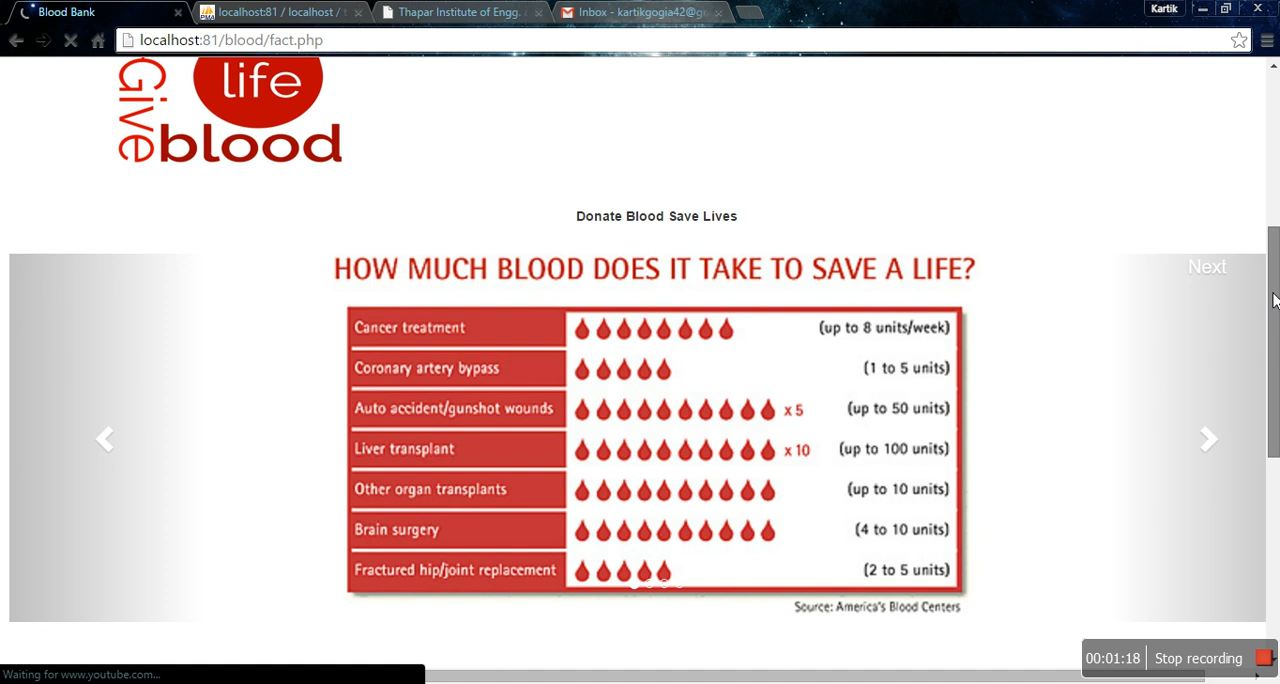 Blood Bank
localhost:81 / localhost / t
Thapar Institute of Engg.
Inbox - kartikgogia42@g
Kartik
localhost:81/blood/fact.php
Give
life
blood
Donate Blood Save Lives
HOW MUCH BLOOD DOES IT TAKE TO SAVE A LIFE?
Next
Cancer treatment (up to 8 units/week)
Coronary artery bypass (1 to 5 units)
Auto accident/gunshot wounds x 5 (up to 50 units)
Liver transplant x 10 (up to 100 units)
Other organ transplants (up to 10 units)
Brain surgery (4 to 10 units)
Fractured hip/joint replacement (2 to 5 units)
Source: America's Blood Centers
00:01:18 Stop recording
Waiting for www.youtube.com...